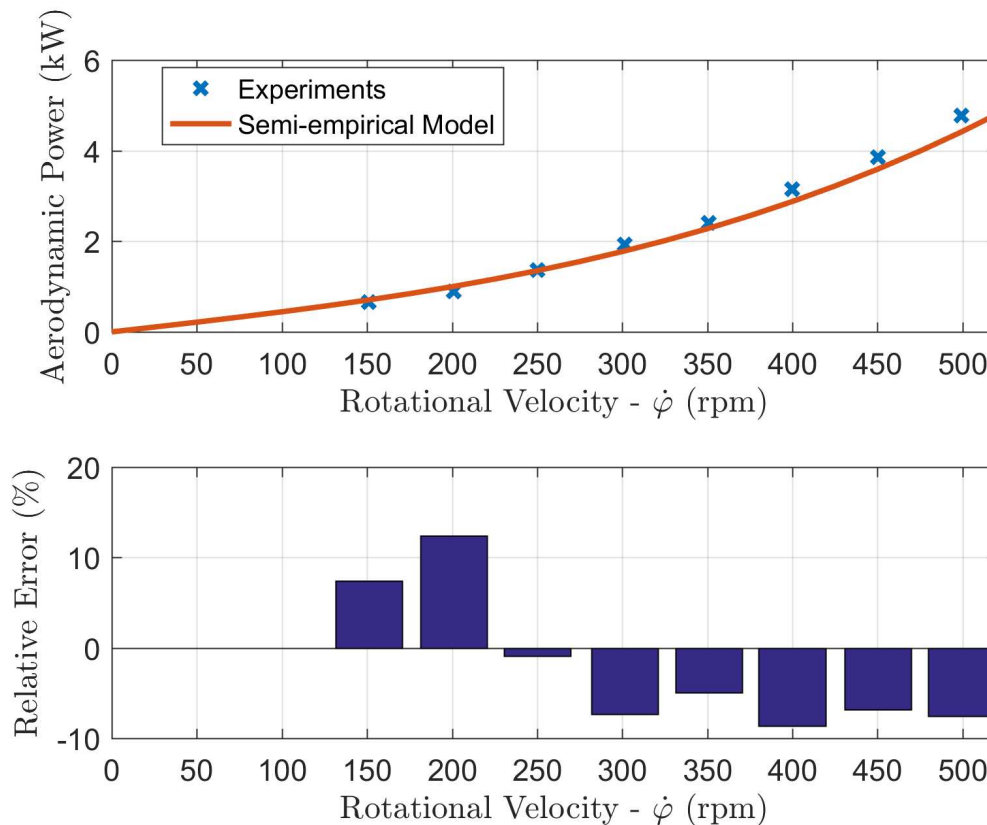 Aerodynamic Power (kW)
6
4
2
0
Experiments
Semi-empirical Model
0 50 100 150 200 250 300 350 400 450 500
Rotational Velocity - φ̇ (rpm)
Relative Error (%)
20
10
0
-10
0 50 100 150 200 250 300 350 400 450 500
Rotational Velocity - φ̇ (rpm)